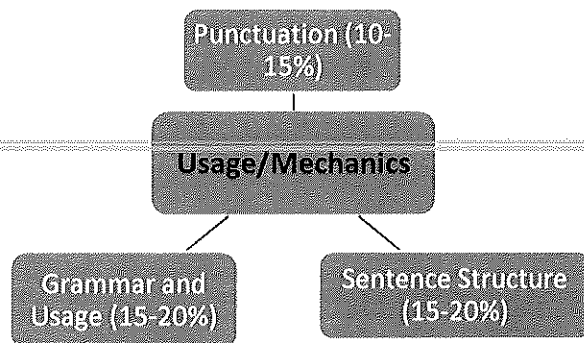 Punctuation (10-
15%)
Usage/Mechanics
Grammar and
Usage (15-20%)
Sentence Structure
(15-20%)